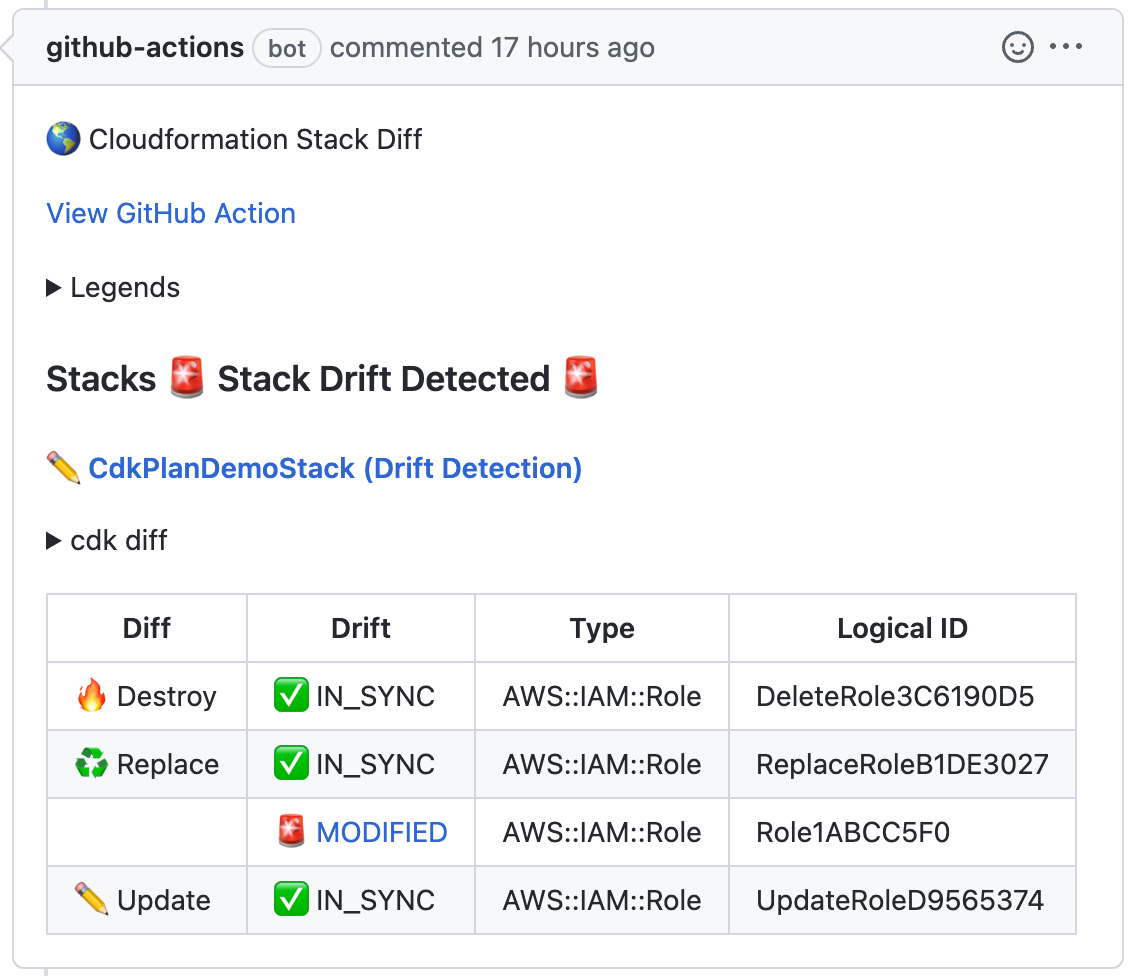 github-actions bot commented 17 hours ago
🌎 Cloudformation Stack Diff
View GitHub Action
▶ Legends
Stacks 🚨 Stack Drift Detected 🚨
✏️ CdkPlanDemoStack (Drift Detection)
▶ cdk diff
Diff Drift Type Logical ID
🔥 Destroy ✅ IN_SYNC AWS::IAM::Role DeleteRole3C6190D5
♻️ Replace ✅ IN_SYNC AWS::IAM::Role ReplaceRoleB1DE3027
🚨 MODIFIED AWS::IAM::Role Role1ABCC5F0
✏️ Update ✅ IN_SYNC AWS::IAM::Role UpdateRoleD9565374